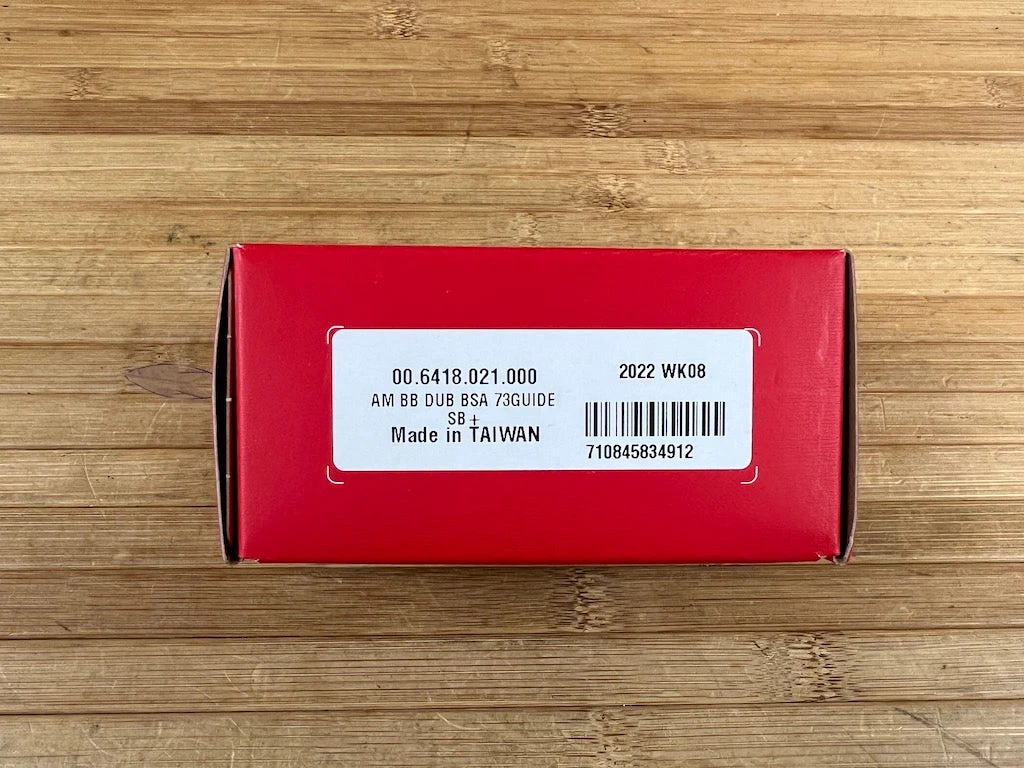 00.6418.021.000
AM BB DUB BSA 73GUIDE
SB+
Made in TAIWAN
2022 WK08
710845834912